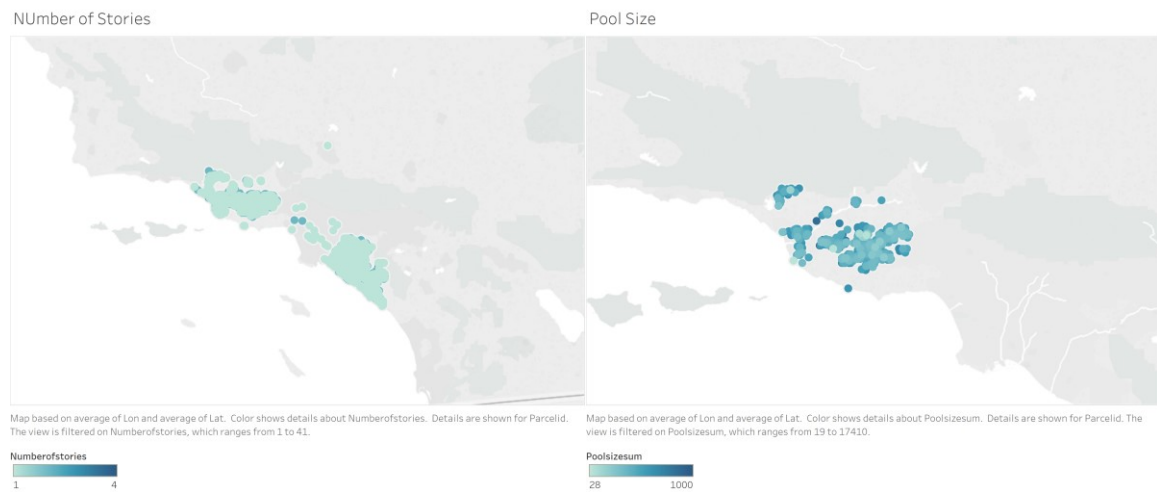 NUmber of Stories
Pool Size
Map based on average of Lon and average of Lat. Color shows details about Numberofstories. Details are shown for Parcelid.
The view is filtered on Numberofstories, which ranges from 1 to 41.
Map based on average of Lon and average of Lat. Color shows details about Poolsizesum. Details are shown for Parcelid. The
view is filtered on Poolsizesum, which ranges from 19 to 17410.
Numberofstories
1 4
Poolsizesum
28 1000